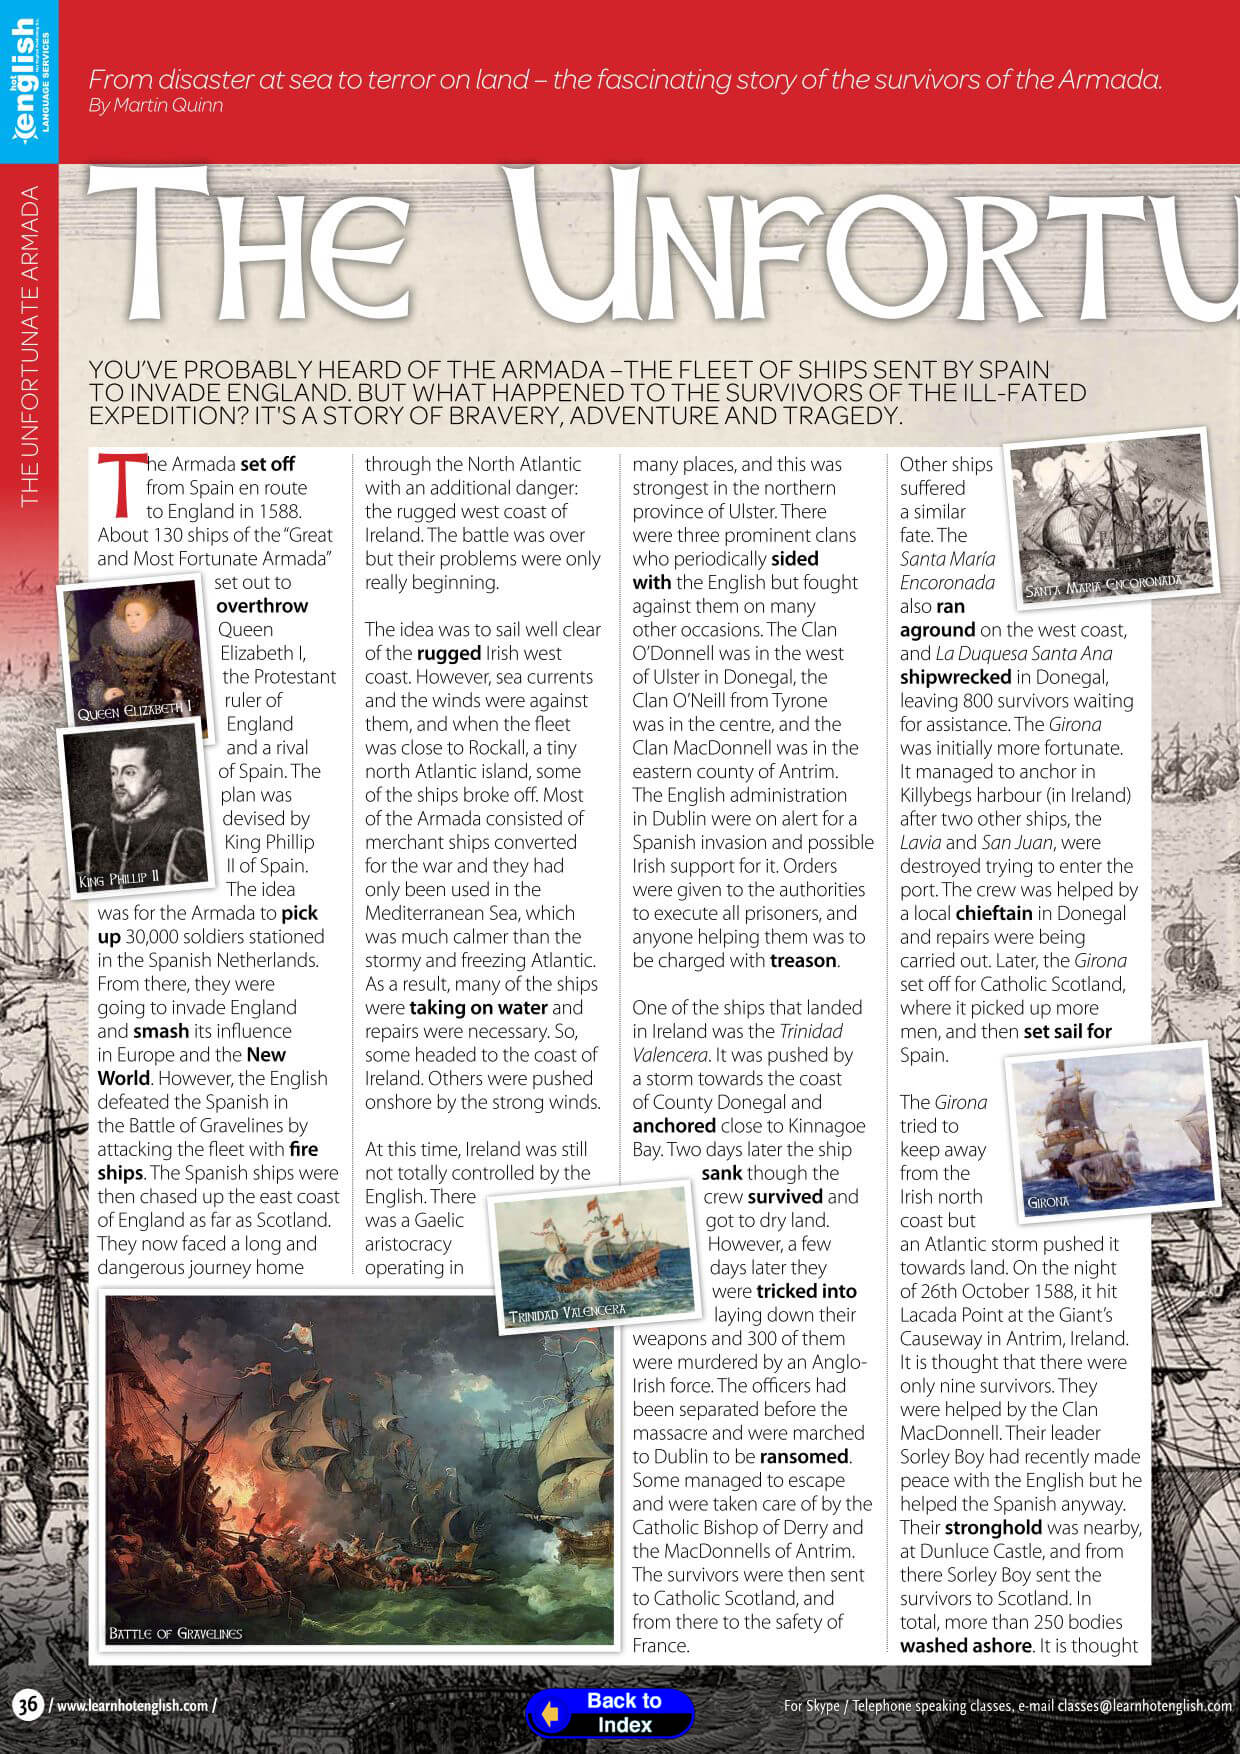 hot
english
LANGUAGE SERVICES
THE UNFORTUNATE ARMADA
From disaster at sea to terror on land – the fascinating story of the survivors of the Armada.
By Martin Quinn
THE UNFORTU
YOU'VE PROBABLY HEARD OF THE ARMADA –THE FLEET OF SHIPS SENT BY SPAIN
TO INVADE ENGLAND. BUT WHAT HAPPENED TO THE SURVIVORS OF THE ILL-FATED
EXPEDITION? IT'S A STORY OF BRAVERY, ADVENTURE AND TRAGEDY.
The Armada set off
from Spain en route
to England in 1588.
About 130 ships of the “Great
and Most Fortunate Armada”
set out to
overthrow
Queen
Elizabeth I,
the Protestant
ruler of
England
and a rival
of Spain. The
plan was
devised by
King Phillip
II of Spain.
The idea
was for the Armada to pick
up 30,000 soldiers stationed
in the Spanish Netherlands.
From there, they were
going to invade England
and smash its influence
in Europe and the New
World. However, the English
defeated the Spanish in
the Battle of Gravelines by
attacking the fleet with fire
ships. The Spanish ships were
then chased up the east coast
of England as far as Scotland.
They now faced a long and
dangerous journey home
QUEEN ELIZABETH I
KING PHILLIP II
through the North Atlantic
with an additional danger:
the rugged west coast of
Ireland. The battle was over
but their problems were only
really beginning.
The idea was to sail well clear
of the rugged Irish west
coast. However, sea currents
and the winds were against
them, and when the fleet
was close to Rockall, a tiny
north Atlantic island, some
of the ships broke off. Most
of the Armada consisted of
merchant ships converted
for the war and they had
only been used in the
Mediterranean Sea, which
was much calmer than the
stormy and freezing Atlantic.
As a result, many of the ships
were taking on water and
repairs were necessary. So,
some headed to the coast of
Ireland. Others were pushed
onshore by the strong winds.
At this time, Ireland was still
not totally controlled by the
English. There
was a Gaelic
aristocracy
operating in
TRINIDAD VALENCERA
BATTLE OF GRAVELINES
many places, and this was
strongest in the northern
province of Ulster. There
were three prominent clans
who periodically sided
with the English but fought
against them on many
other occasions. The Clan
O'Donnell was in the west
of Ulster in Donegal, the
Clan O'Neill from Tyrone
was in the centre, and the
Clan MacDonnell was in the
eastern county of Antrim.
The English administration
in Dublin were on alert for a
Spanish invasion and possible
Irish support for it. Orders
were given to the authorities
to execute all prisoners, and
anyone helping them was to
be charged with treason.
One of the ships that landed
in Ireland was the Trinidad
Valencera. It was pushed by
a storm towards the coast
of County Donegal and
anchored close to Kinnagoe
Bay. Two days later the ship
sank though the
crew survived and
got to dry land.
However, a few
days later they
were tricked into
laying down their
weapons and 300 of them
were murdered by an Anglo-
Irish force. The officers had
been separated before the
massacre and were marched
to Dublin to be ransomed.
Some managed to escape
and were taken care of by the
Catholic Bishop of Derry and
the MacDonnells of Antrim.
The survivors were then sent
to Catholic Scotland, and
from there to the safety of
France.
Other ships
suffered
a similar
fate. The
Santa María
Encoronada
also ran
aground on the west coast,
and La Duquesa Santa Ana
shipwrecked in Donegal,
leaving 800 survivors waiting
for assistance. The Girona
was initially more fortunate.
It managed to anchor in
Killybegs harbour (in Ireland)
after two other ships, the
Lavia and San Juan, were
destroyed trying to enter the
port. The crew was helped by
a local chieftain in Donegal
and repairs were being
carried out. Later, the Girona
set off for Catholic Scotland,
where it picked up more
men, and then set sail for
Spain.
The Girona
tried to
keep away
from the
Irish north
coast but
an Atlantic storm pushed it
towards land. On the night
of 26th October 1588, it hit
Lacada Point at the Giant's
Causeway in Antrim, Ireland.
It is thought that there were
only nine survivors. They
were helped by the Clan
MacDonnell. Their leader
Sorley Boy had recently made
peace with the English but he
helped the Spanish anyway.
Their stronghold was nearby,
at Dunluce Castle, and from
there Sorley Boy sent the
survivors to Scotland. In
total, more than 250 bodies
washed ashore. It is thought
SANTA MARIA ENCORONADA
GIRONA
36 / www.learnhotenglish.com /
Back to
Index
For Skype / Telephone speaking classes, e-mail classes@learnhotenglish.com